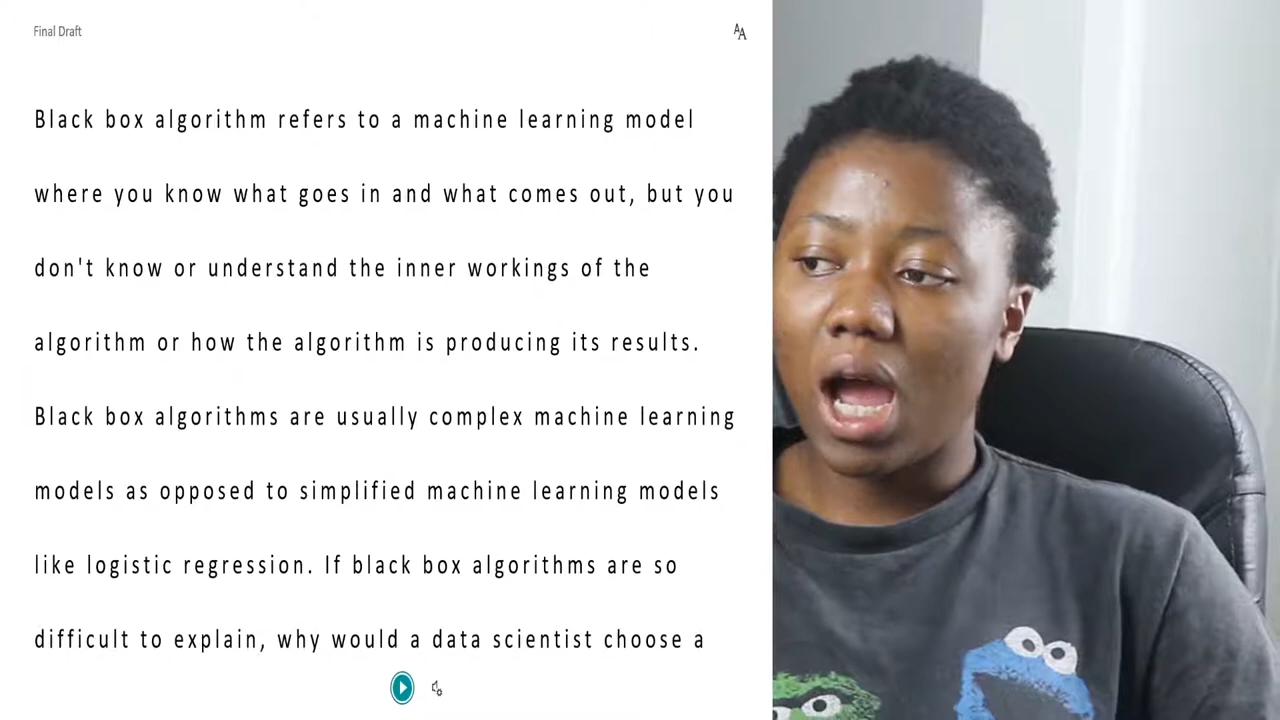 Final Draft
Black box algorithm refers to a machine learning model
where you know what goes in and what comes out, but you
don't know or understand the inner workings of the
algorithm or how the algorithm is producing its results.
Black box algorithms are usually complex machine learning
models as opposed to simplified machine learning models
like logistic regression. If black box algorithms are so
difficult to explain, why would a data scientist choose a